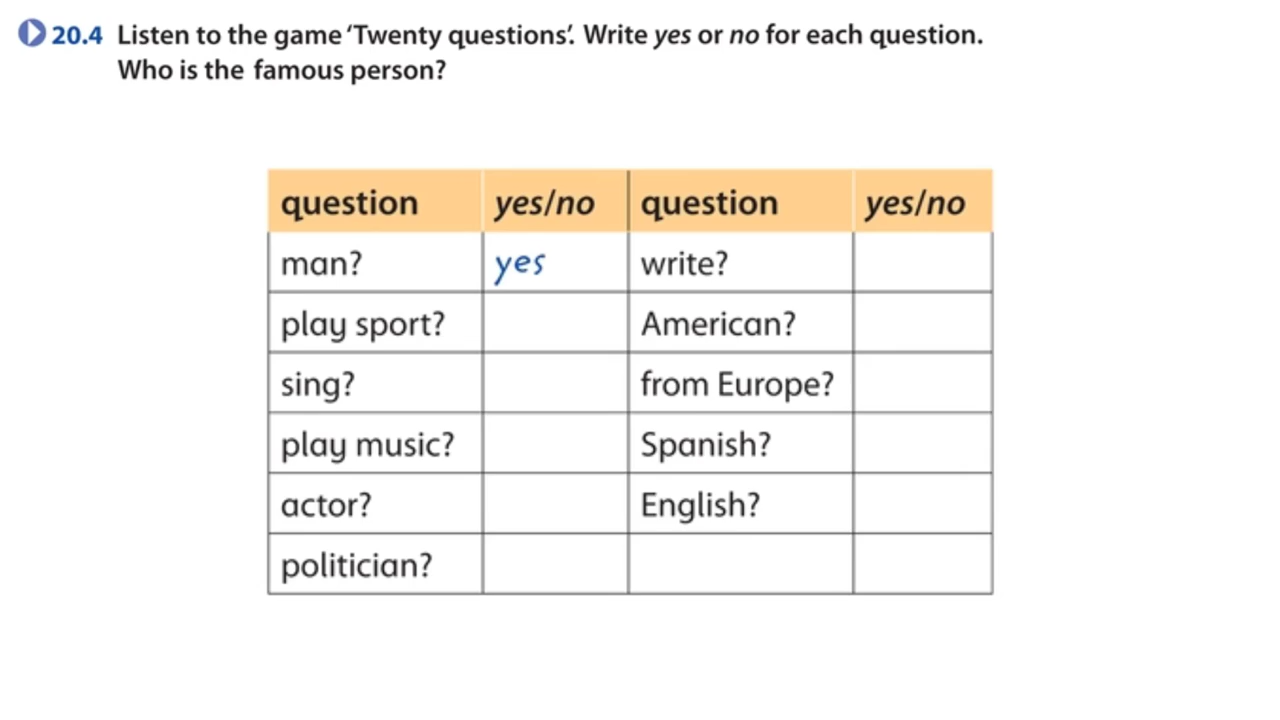 20.4 Listen to the game ‘Twenty questions’. Write yes or no for each question.
Who is the famous person?
question yes/no question yes/no
man? yes write?
play sport? American?
sing? from Europe?
play music? Spanish?
actor? English?
politician?